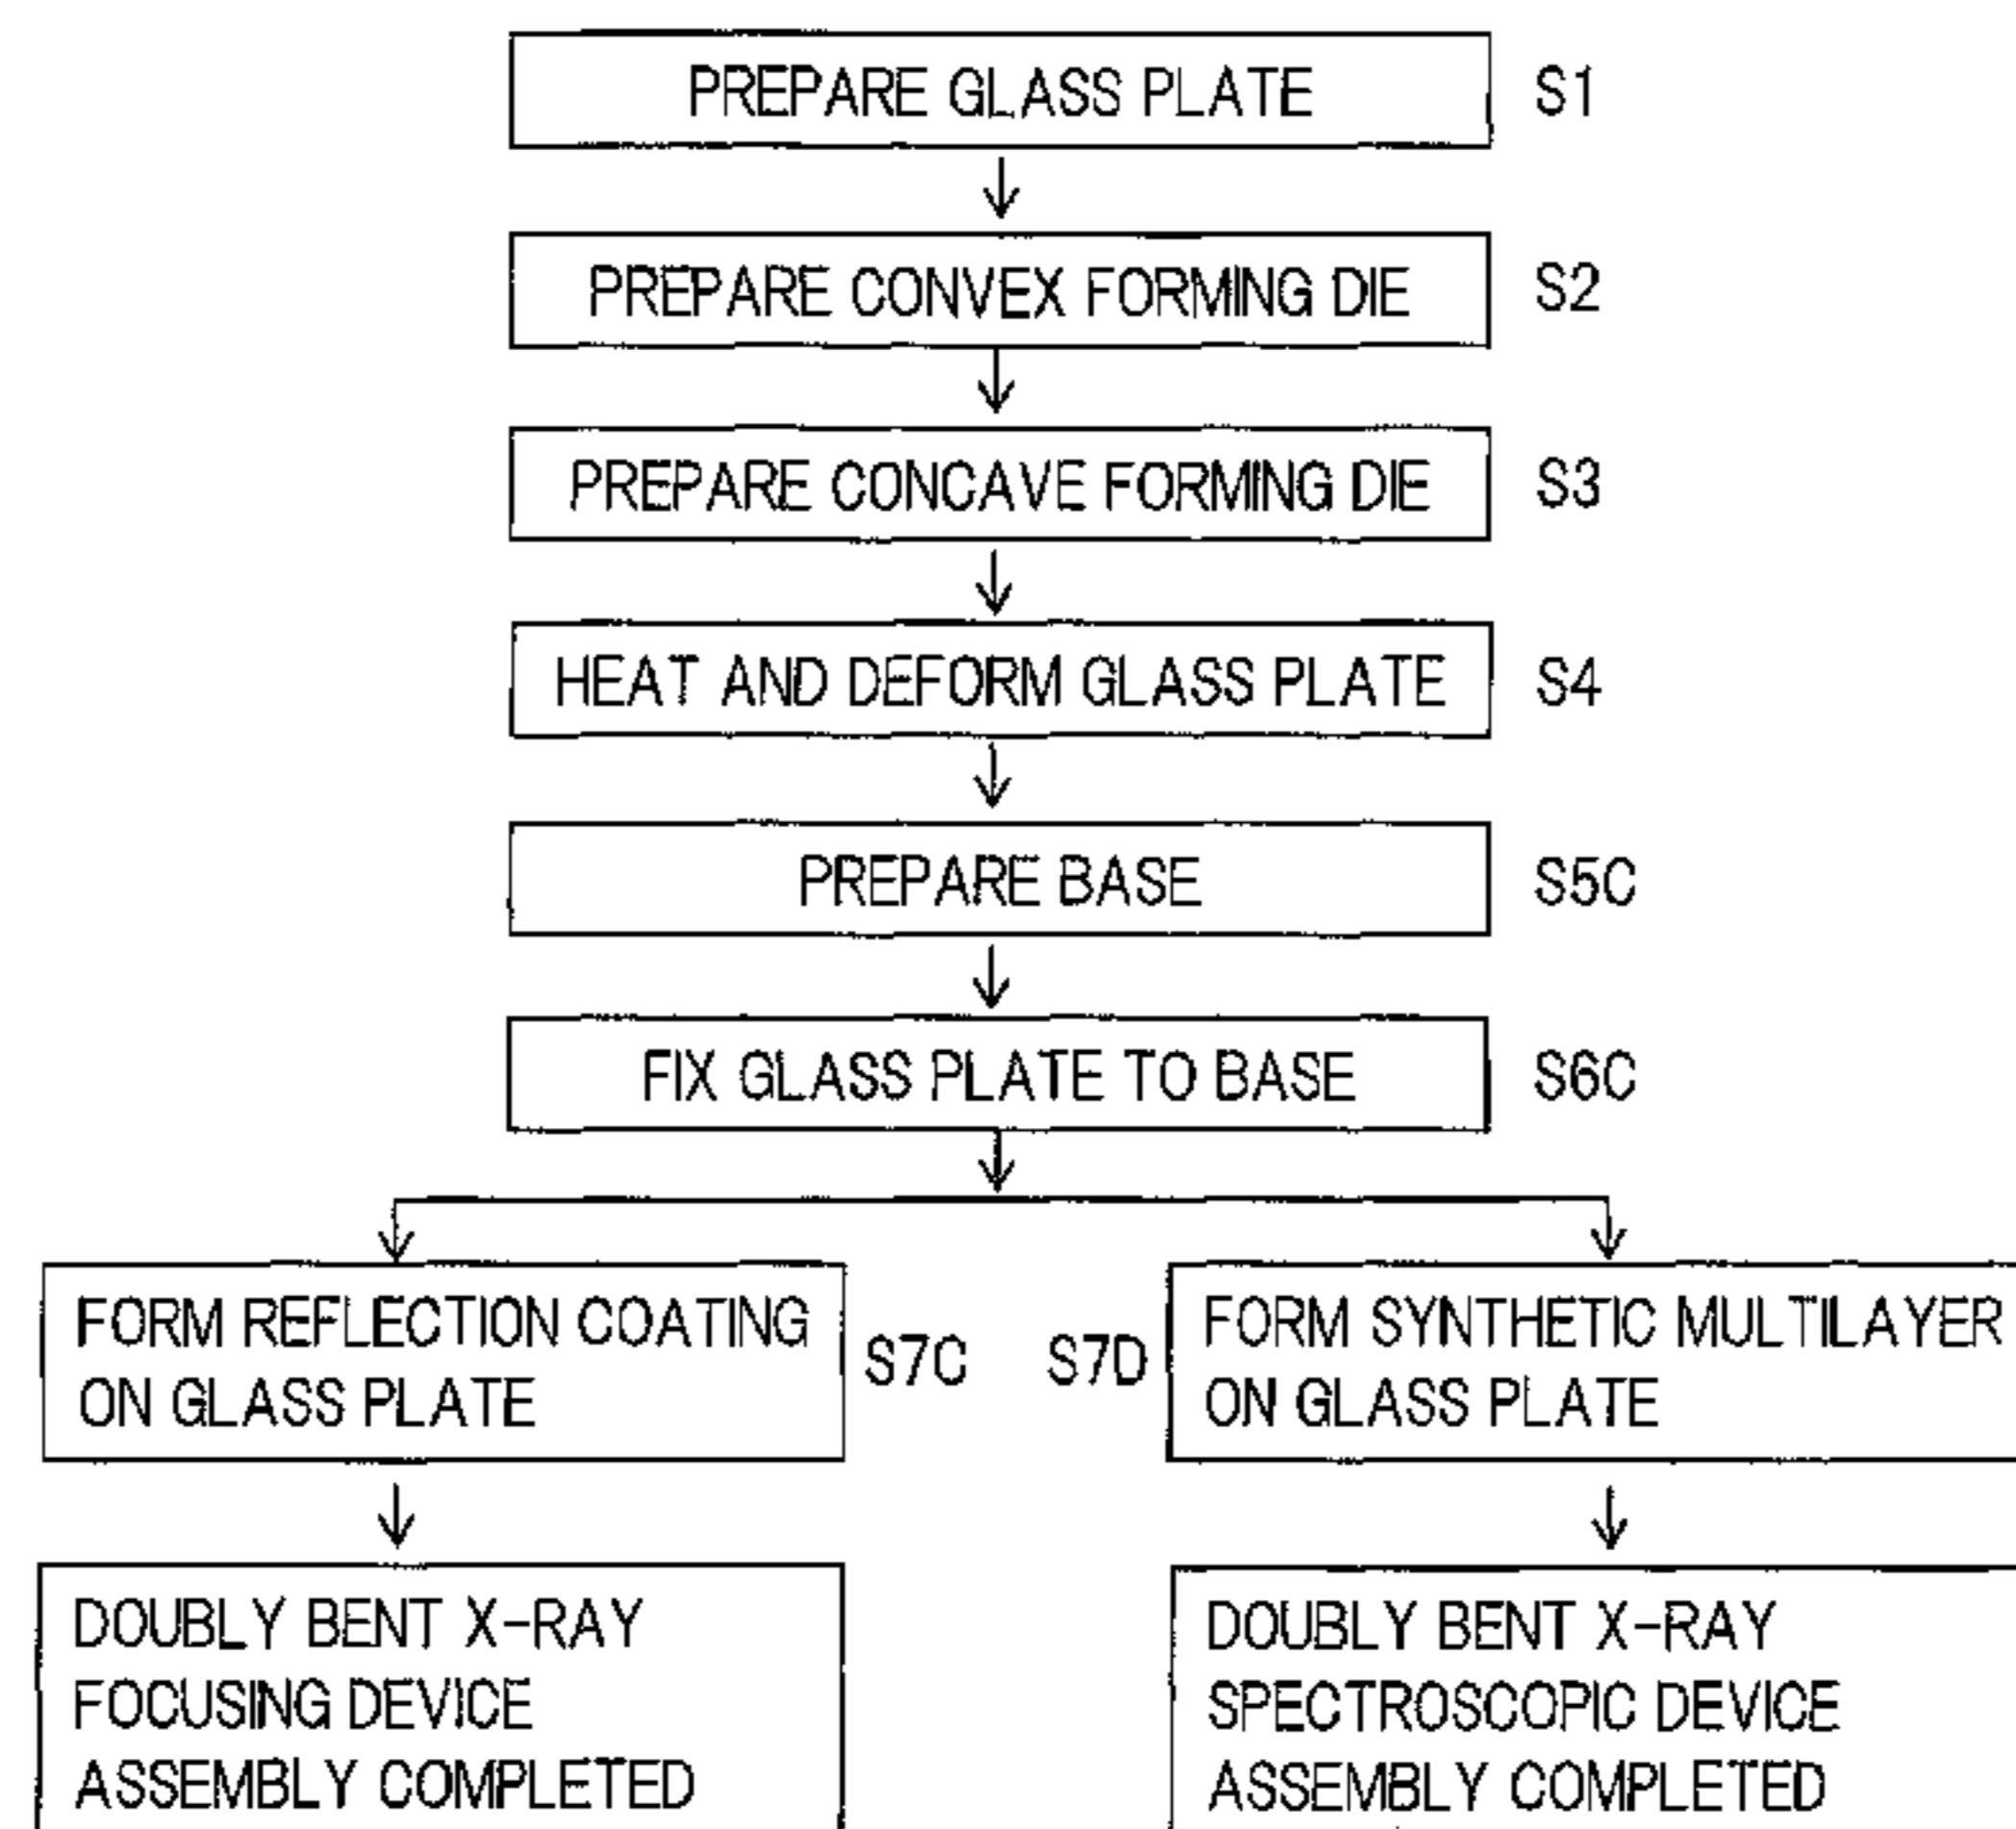 PREPARE GLASS PLATE S1
PREPARE CONVEX FORMING DIE S2
PREPARE CONCAVE FORMING DIE S3
HEAT AND DEFORM GLASS PLATE S4
PREPARE BASE S5C
FIX GLASS PLATE TO BASE S6C
FORM REFLECTION COATING
ON GLASS PLATE
S7C
S7D
FORM SYNTHETIC MULTILAYER
ON GLASS PLATE
DOUBLY BENT X-RAY
FOCUSING DEVICE
ASSEMBLY COMPLETED
DOUBLY BENT X-RAY
SPECTROSCOPIC DEVICE
ASSEMBLY COMPLETED